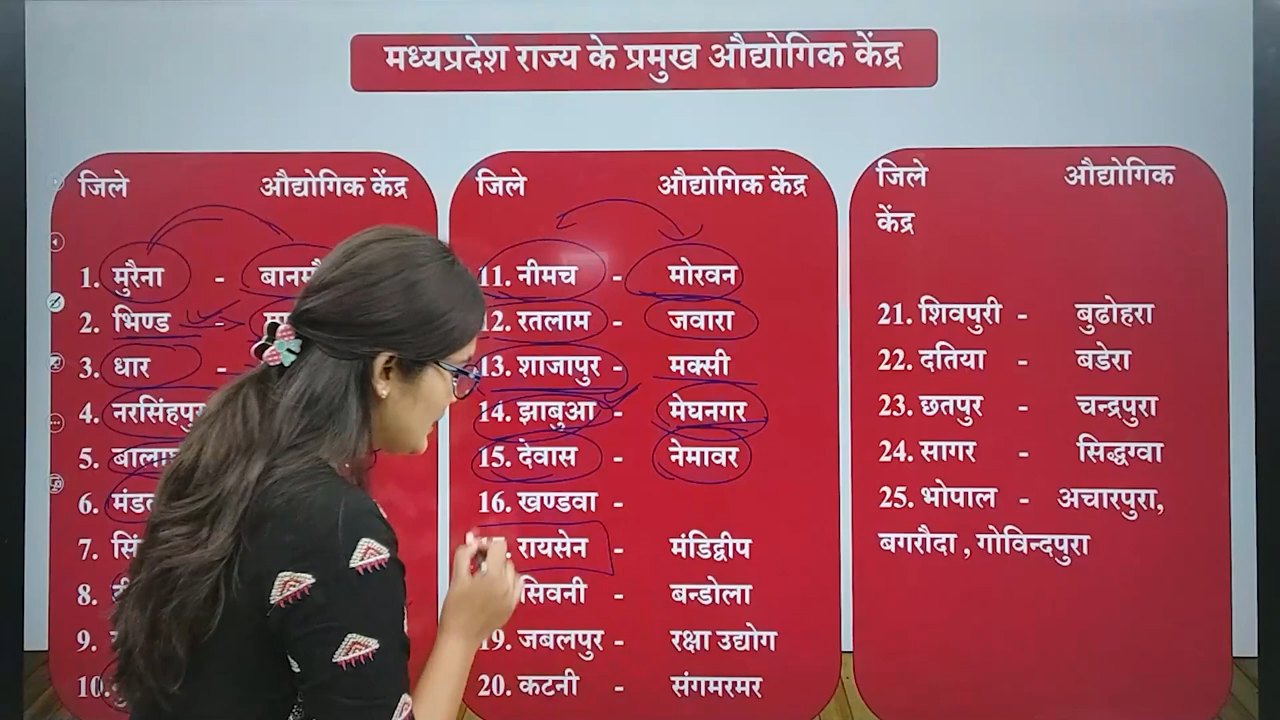 मध्यप्रदेश राज्य के प्रमुख औद्योगिक केंद्र
जिले औद्योगिक केंद्र
1. मुरैना -
2. भिण्ड -
3. धार -
4. नरसिंहपुर
5.
6.
7.
8.
9.
10.
जिले औद्योगिक केंद्र
11. नीमच - मोरवन
12. रतलाम - जवारा
13. शाजापुर - मक्सी
14. झाबुआ - मेघनगर
15. देवास - नेमावर
16. खण्डवा -
रायसेन - मंडिद्वीप
सिवनी - बन्डोला
19. जबलपुर - रक्षा उद्योग
20. कटनी - संगमरमर
जिले औद्योगिक
केंद्र
21. शिवपुरी - बुढोहरा
22. दतिया - बडेरा
23. छतपुर - चन्द्रपुरा
24. सागर - सिद्धग्वा
25. भोपाल - अचारपुरा,
बगरौदा , गोविन्दपुरा